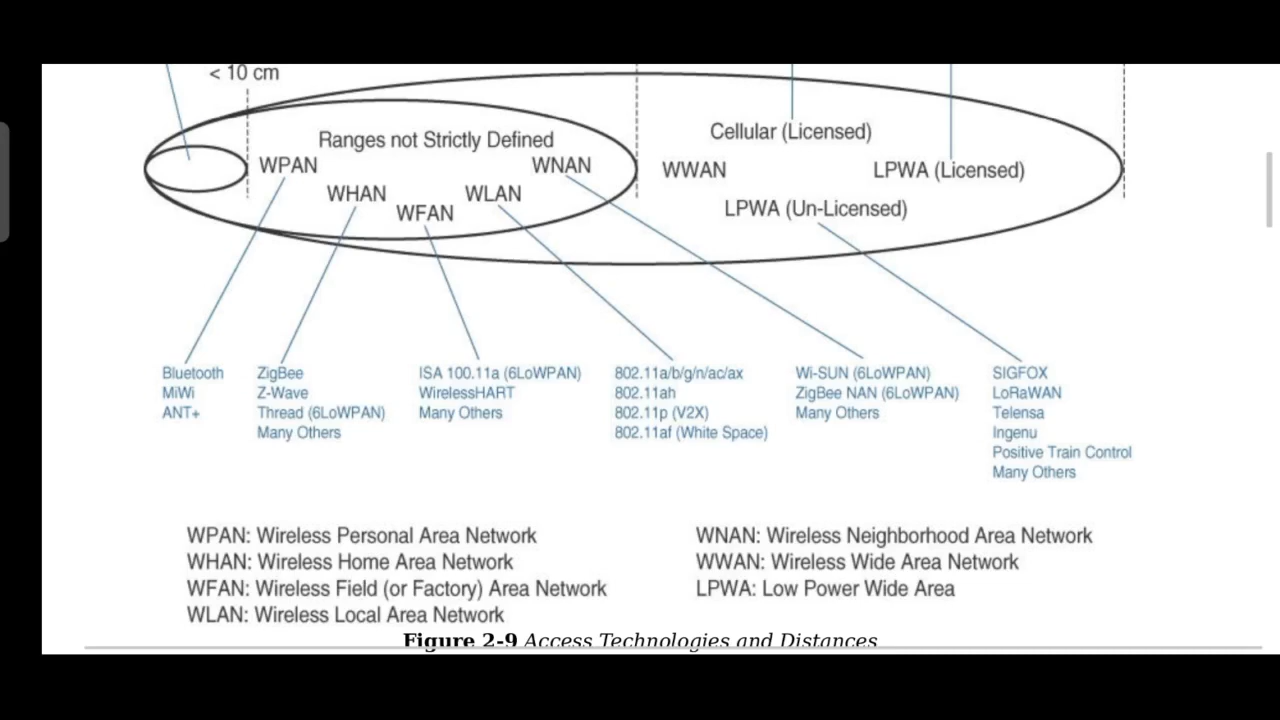 < 10 cm
Ranges not Strictly Defined
WPAN
WHAN
WFAN
WLAN
WNAN
Cellular (Licensed)
WWAN
LPWA (Licensed)
LPWA (Un-Licensed)
Bluetooth
MiWi
ANT+
ZigBee
Z-Wave
Thread (6LoWPAN)
Many Others
ISA 100.11a (6LoWPAN)
WirelessHART
Many Others
802.11a/b/g/n/ac/ax
802.11ah
802.11p (V2X)
802.11af (White Space)
Wi-SUN (6LoWPAN)
ZigBee NAN (6LoWPAN)
Many Others
SIGFOX
LoRaWAN
Telensa
Ingenu
Positive Train Control
Many Others
WPAN: Wireless Personal Area Network
WHAN: Wireless Home Area Network
WFAN: Wireless Field (or Factory) Area Network
WLAN: Wireless Local Area Network
WNAN: Wireless Neighborhood Area Network
WWAN: Wireless Wide Area Network
LPWA: Low Power Wide Area
Figure 2-9 Access Technologies and Distances